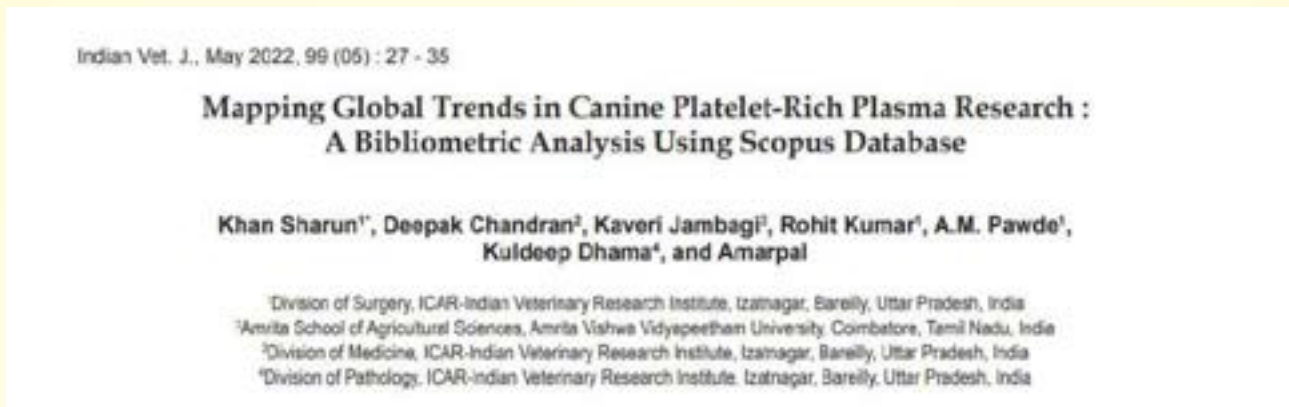 Indian Vet. J., May 2022, 99 (05) : 27 - 35
Mapping Global Trends in Canine Platelet-Rich Plasma Research :
A Bibliometric Analysis Using Scopus Database
Khan Sharun¹*, Deepak Chandran², Kaveri Jambagi³, Rohit Kumar¹, A.M. Pawde¹,
Kuldeep Dhama⁴, and Amarpal
¹Division of Surgery, ICAR-Indian Veterinary Research Institute, Izatnagar, Bareilly, Uttar Pradesh, India
²Amrita School of Agricultural Sciences, Amrita Vishwa Vidyapeetham University, Coimbatore, Tamil Nadu, India
³Division of Medicine, ICAR-Indian Veterinary Research Institute, Izatnagar, Bareilly, Uttar Pradesh, India
⁴Division of Pathology, ICAR-Indian Veterinary Research Institute, Izatnagar, Bareilly, Uttar Pradesh, India